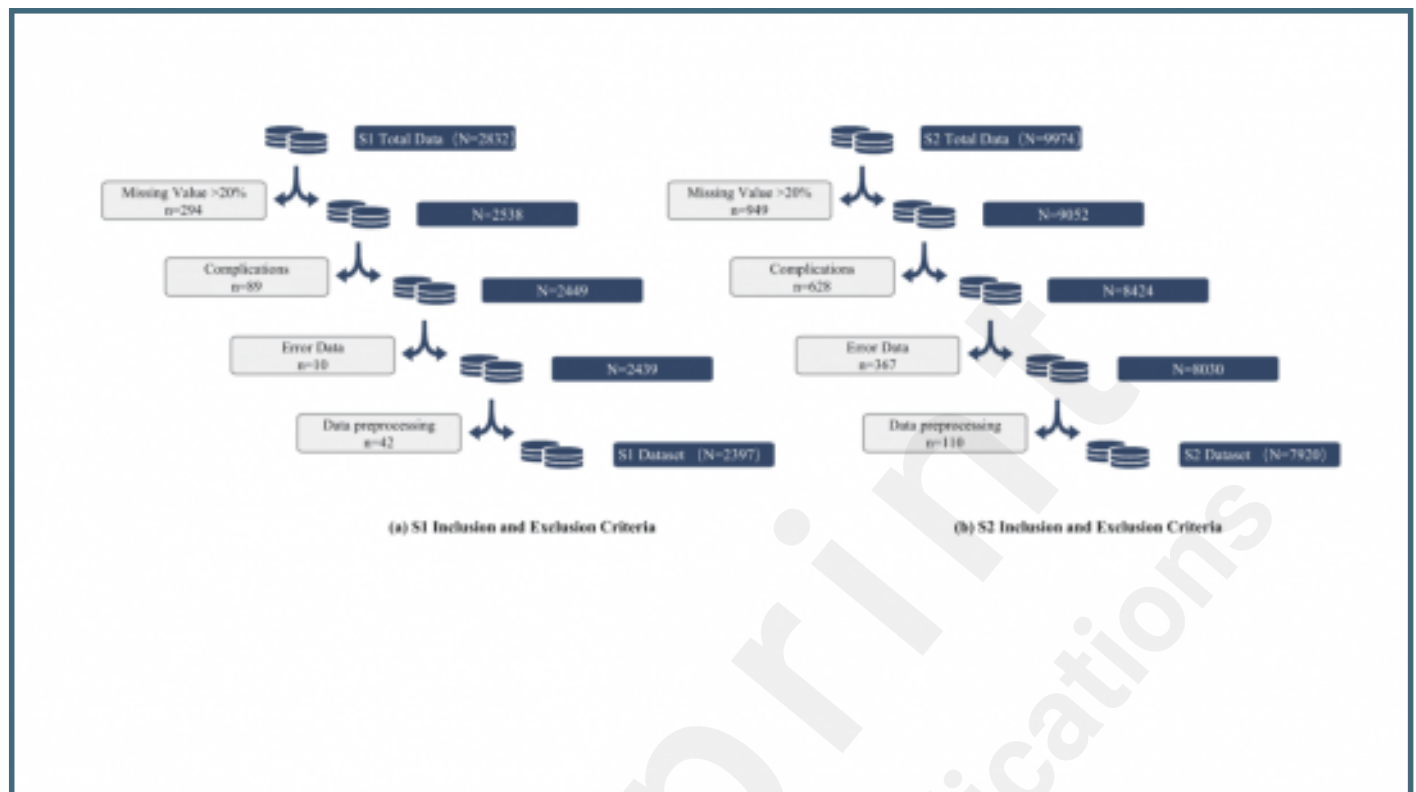 S1 Total Data (N=2832)
Missing Value >20%
n=294
N=2538
Complications
n=89
N=2449
Error Data
n=10
N=2439
Data preprocessing
n=42
S1 Dataset (N=2397)
(a) S1 Inclusion and Exclusion Criteria
S2 Total Data (N=9974)
Missing Value >20%
n=949
N=9052
Complications
n=628
N=8424
Error Data
n=367
N=8030
Data preprocessing
n=110
S2 Dataset (N=7920)
(b) S2 Inclusion and Exclusion Criteria
print
ications